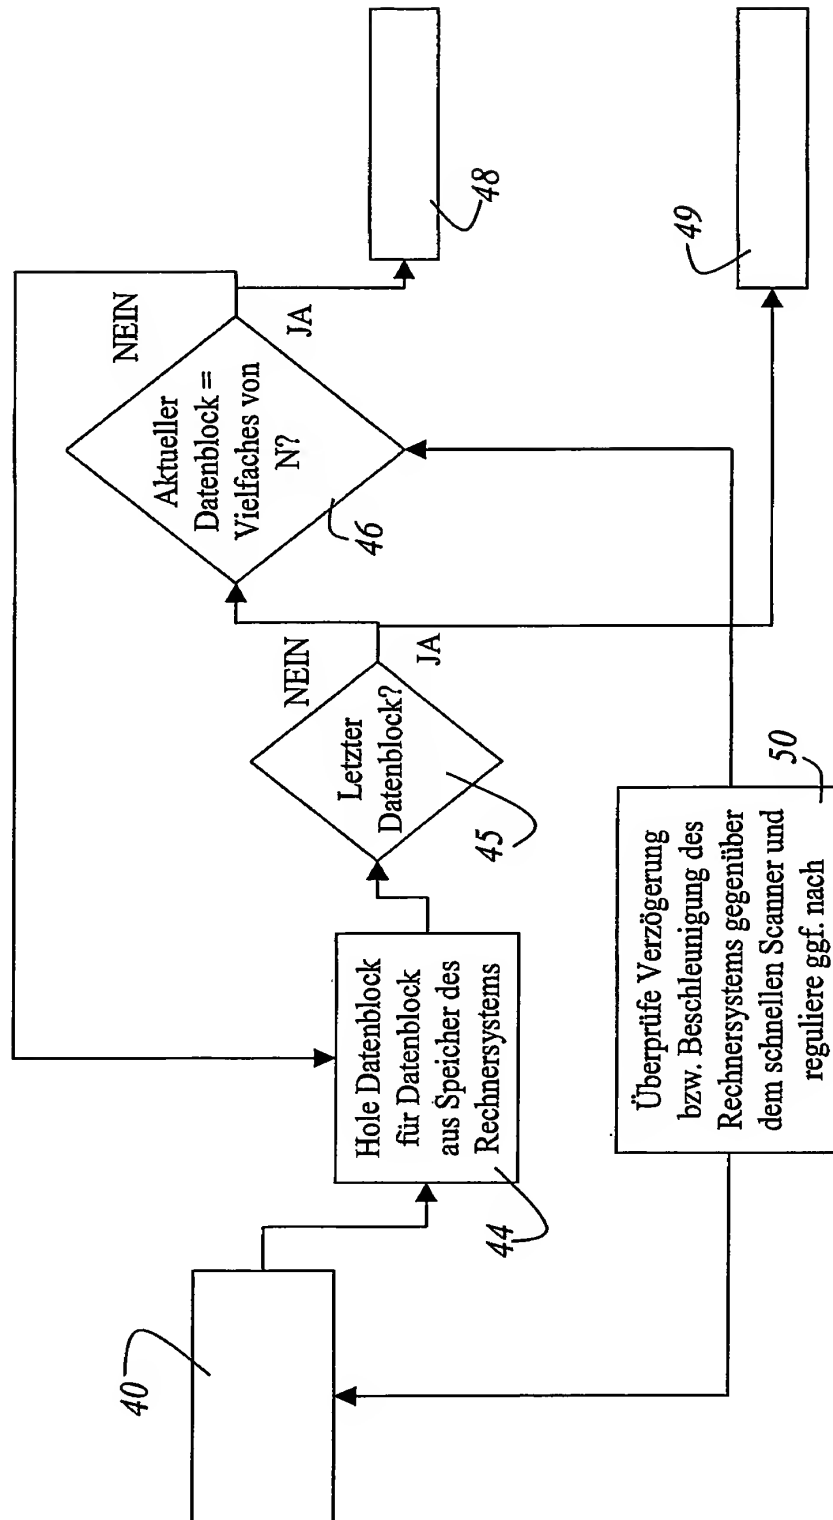 40
Hole Datenblock
für Datenblock
aus Speicher des
Rechnersystems
44
Letzter
Datenblock?
45
NEIN
JA
Aktueller
Datenblock =
Vielfaches von
N?
46
NEIN
JA
48
49
Überprüfe Verzögerung
bzw. Beschleunigung des
Rechnersystems gegenüber
dem schnellen Scanner und
reguliere ggf. nach
50